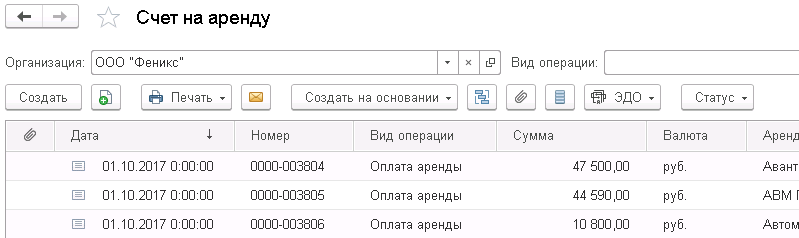 Счет на аренду
Организация: ООО "Феникс" Вид операции:
Создать Печать Создать на основании ЭДО Статус
Дата Номер Вид операции Сумма Валюта Аренд
01.10.2017 0:00:00 0000-003804 Оплата аренды 47 500,00 руб. Авант
01.10.2017 0:00:00 0000-003805 Оплата аренды 44 590,00 руб. АВМ Г
01.10.2017 0:00:00 0000-003806 Оплата аренды 10 800,00 руб. Автом